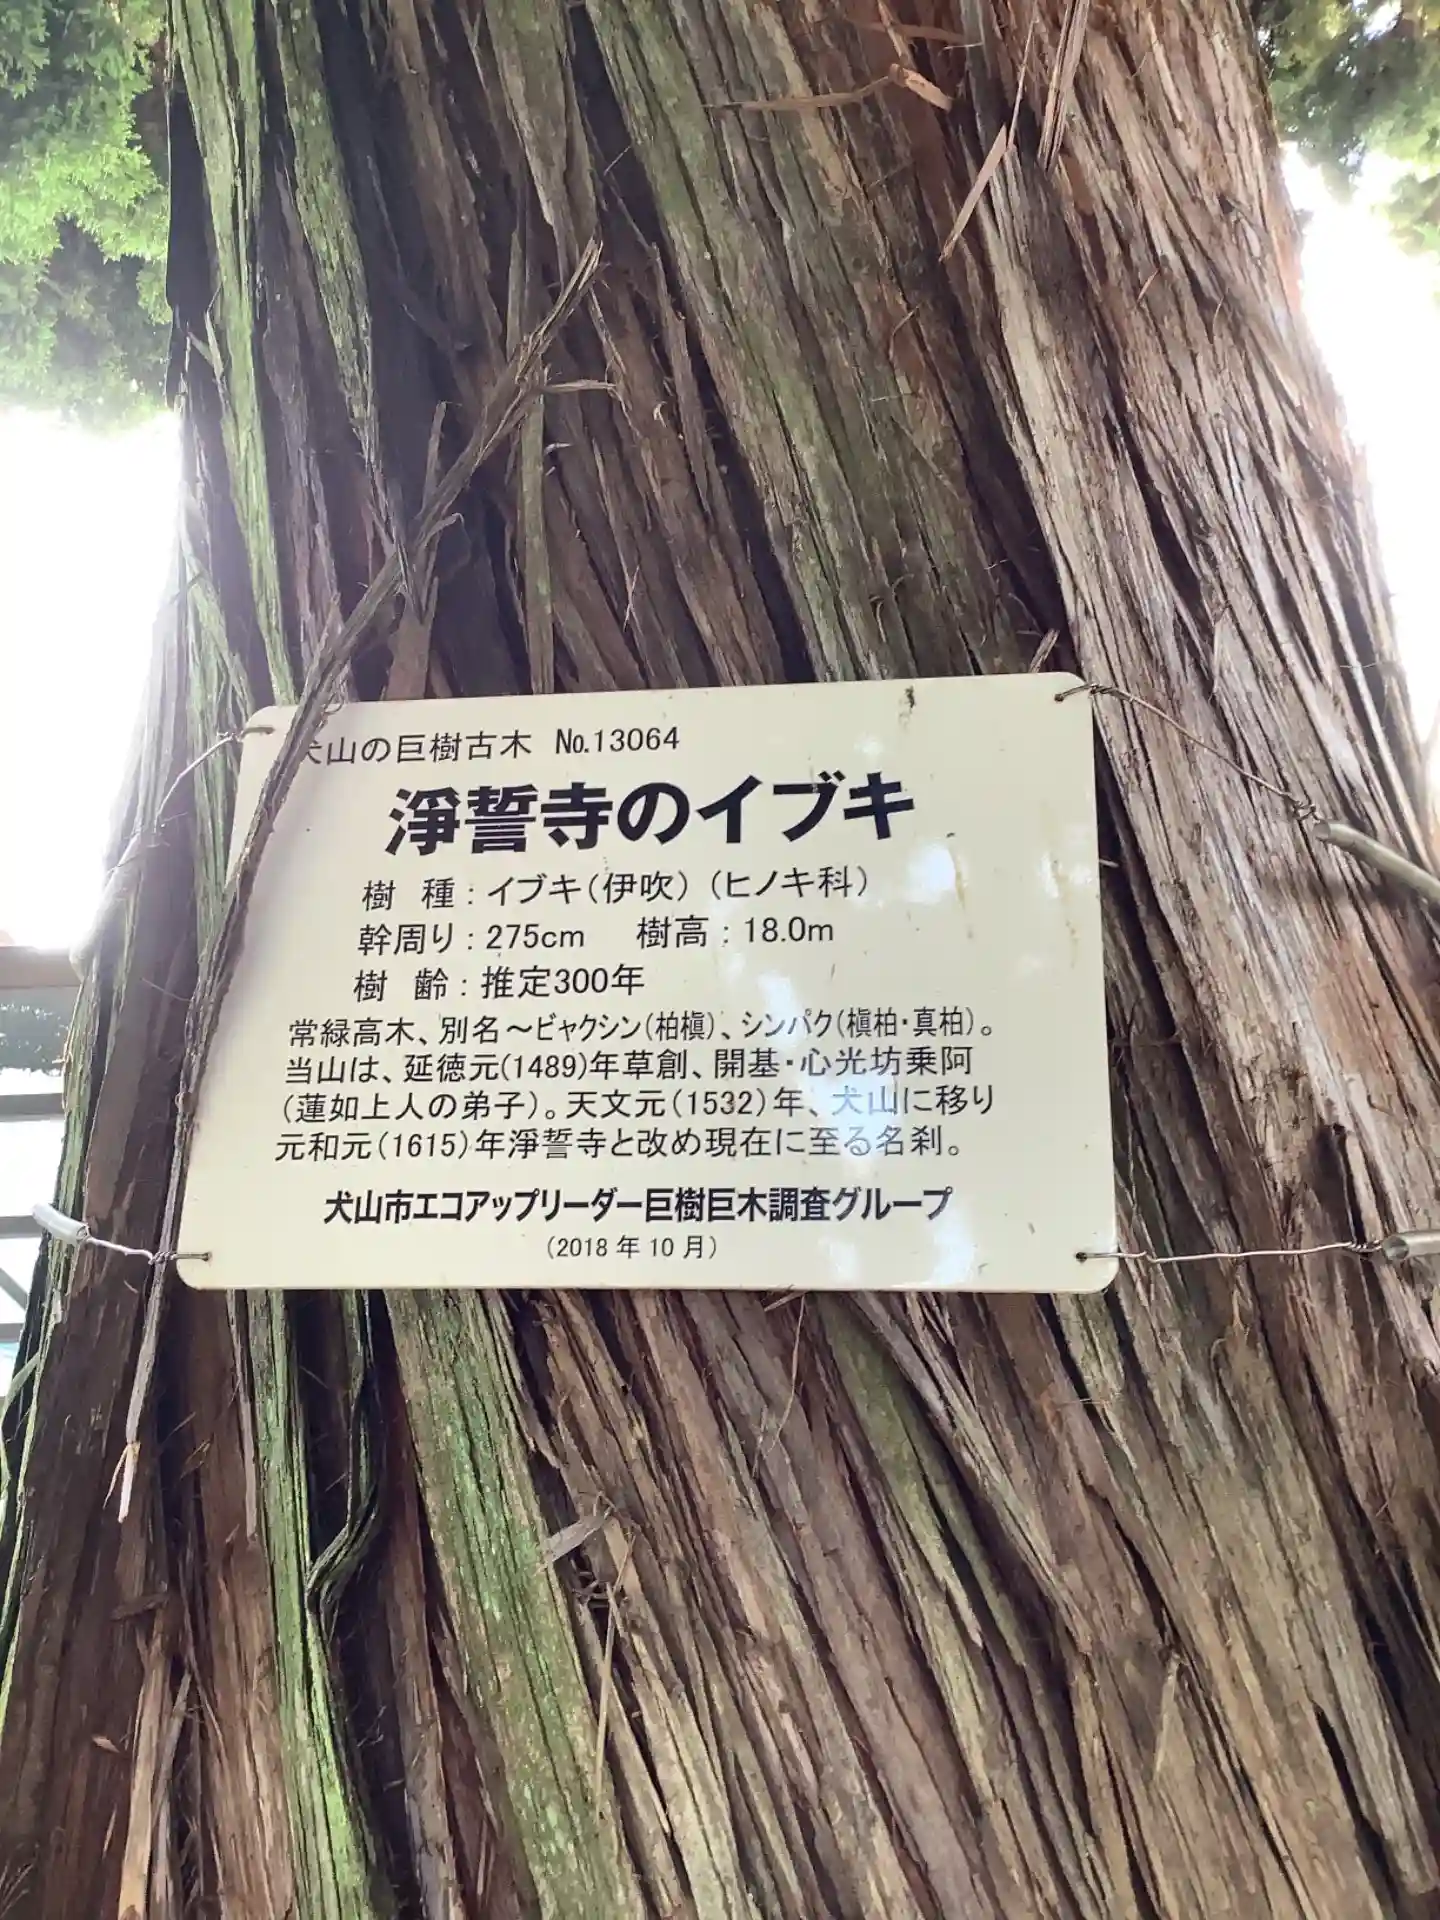 犬山の巨樹古木 №13064
淨誓寺のイブキ
樹 種：イブキ（伊吹）（ヒノキ科）
幹周り：275cm 樹高：18.0m
樹 齢：推定300年
常緑高木、別名～ビャクシン(柏槇)、シンパク(槇柏・真柏)。
当山は、延徳元(1489)年草創、開基・心光坊乗阿
（蓮如上人の弟子）。天文元（1532）年、犬山に移り
元和元（1615）年淨誓寺と改め現在に至る名刹。
犬山市エコアップリーダー巨樹巨木調査グループ
（2018年10月）